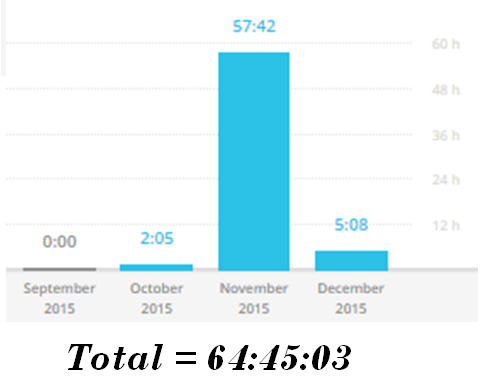 57:42
60 h
48 h
36 h
24 h
0:00 2:05 5:08 12 h
September October November December
2015 2015 2015 2015
Total = 64:45:03